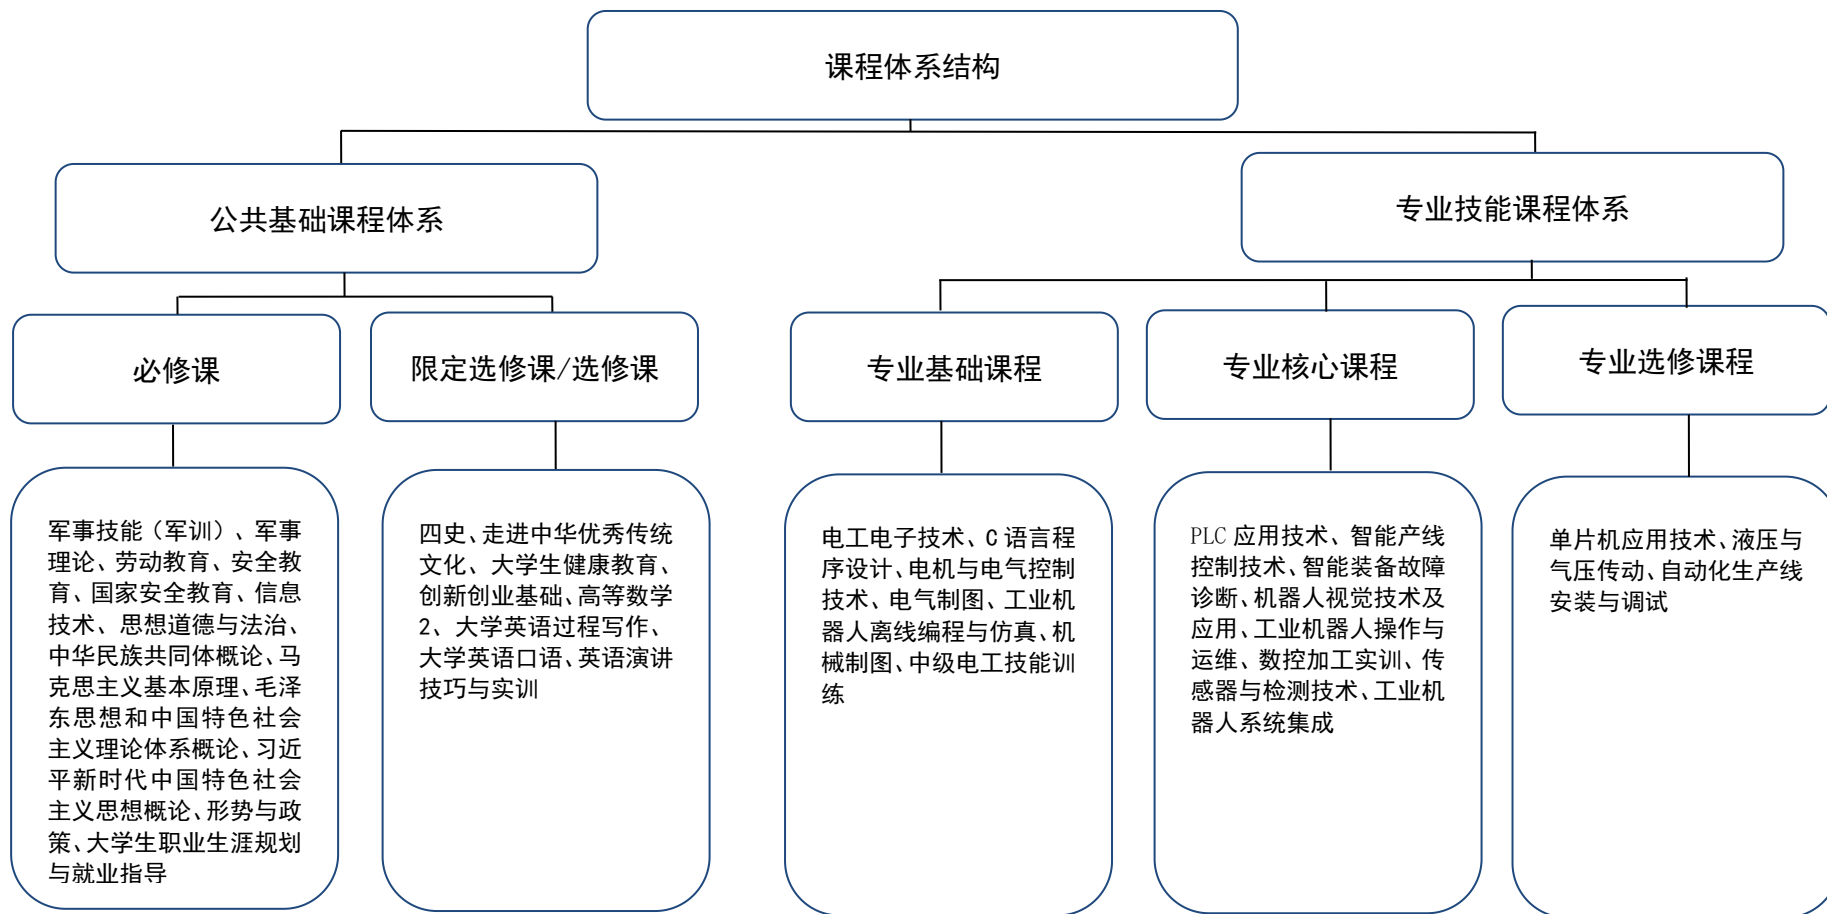 课程体系结构
公共基础课程体系
专业技能课程体系
必修课
限定选修课/选修课
专业基础课程
专业核心课程
专业选修课程
军事技能（军训）、军事
理论、劳动教育、安全教
育、国家安全教育、信息
技术、思想道德与法治、
中华民族共同体概论、马
克思主义基本原理、毛泽
东思想和中国特色社会
主义理论体系概论、习近
平新时代中国特色社会
主义思想概论、形势与政
策、大学生职业生涯规划
与就业指导
四史、走进中华优秀传统
文化、大学生健康教育、
创新创业基础、高等数学
2、大学英语过程写作、
大学英语口语、英语演讲
技巧与实训
电工电子技术、C 语言程
序设计、电机与电气控制
技术、电气制图、工业机
器人离线编程与仿真、机
械制图、中级电工技能训
练
PLC 应用技术、智能产线
控制技术、智能装备故障
诊断、机器人视觉技术及
应用、工业机器人操作与
运维、数控加工实训、传
感器与检测技术、工业机
器人系统集成
单片机应用技术、液压与
气压传动、自动化生产线
安装与调试